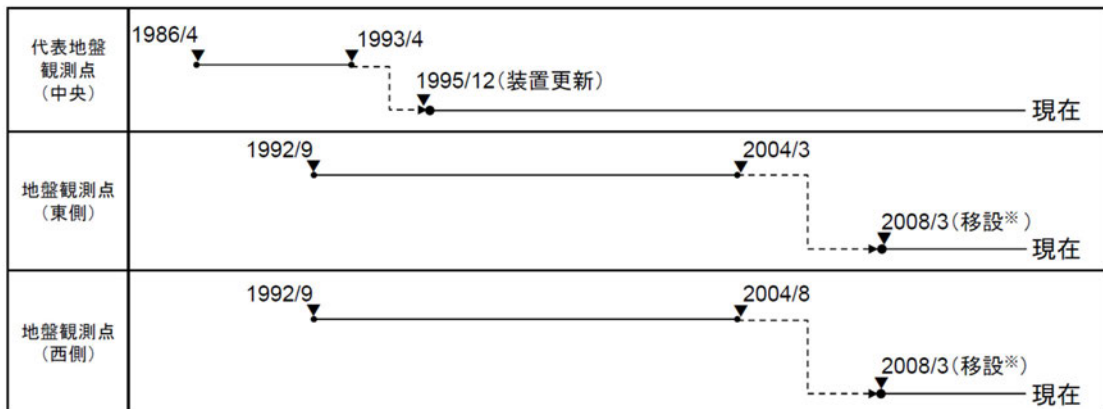 代表地盤
観測点
(中央)
1986/4
1993/4
1995/12(装置更新)
現在
地盤観測点
(東側)
1992/9
2004/3
2008/3(移設※)
現在
地盤観測点
(西側)
1992/9
2004/8
2008/3(移設※)
現在